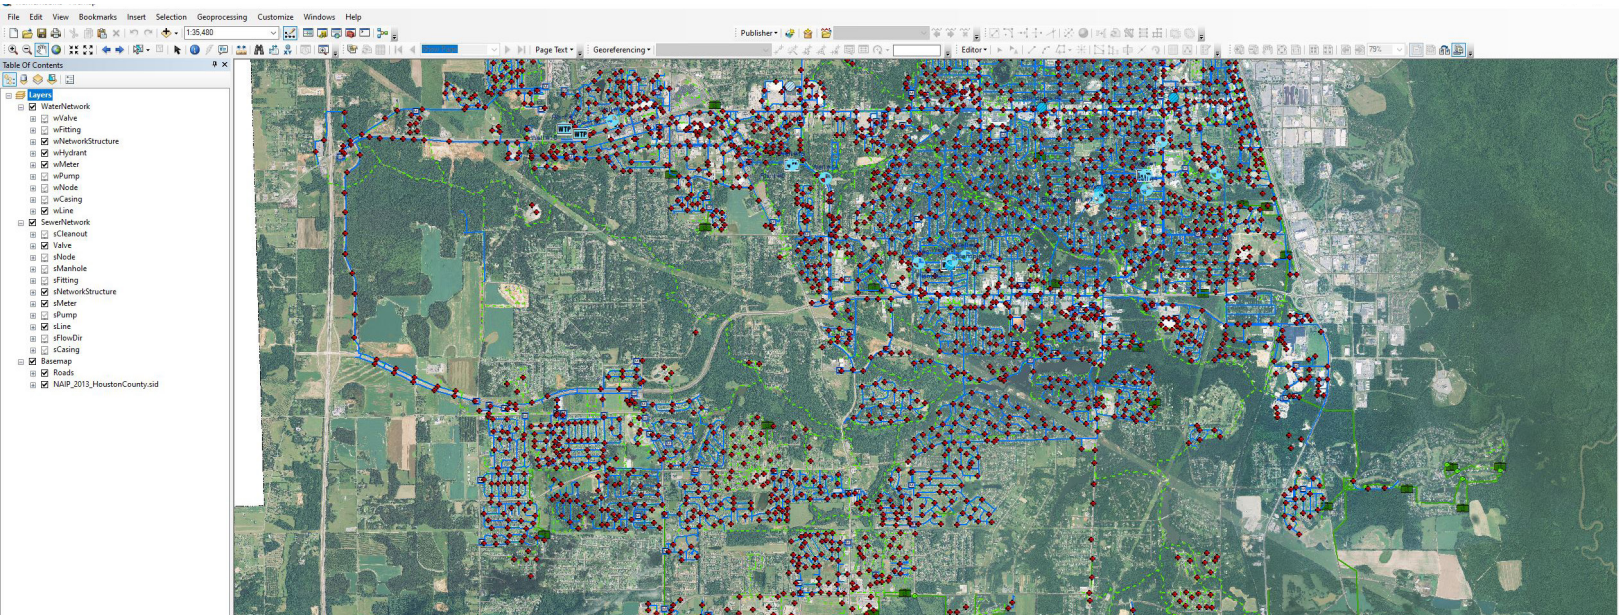 File Edit View Bookmarks Insert Selection Geoprocessing Customize Windows Help
1:35,480 Publisher
Page Text Georeferencing Editor 79%
Table Of Contents
Layers
WaterNetwork
wValve
wFitting
wNetworkStructure
wHydrant
wMeter
wPump
wNode
wCasing
wLine
SewerNetwork
sCleanout
Valve
sNode
sManhole
sFitting
sNetworkStructure
sMeter
sPump
sLine
sFlowDir
sCasing
Basemap
Roads
NAIP_2013_HoustonCounty.sid
WTP
WTP